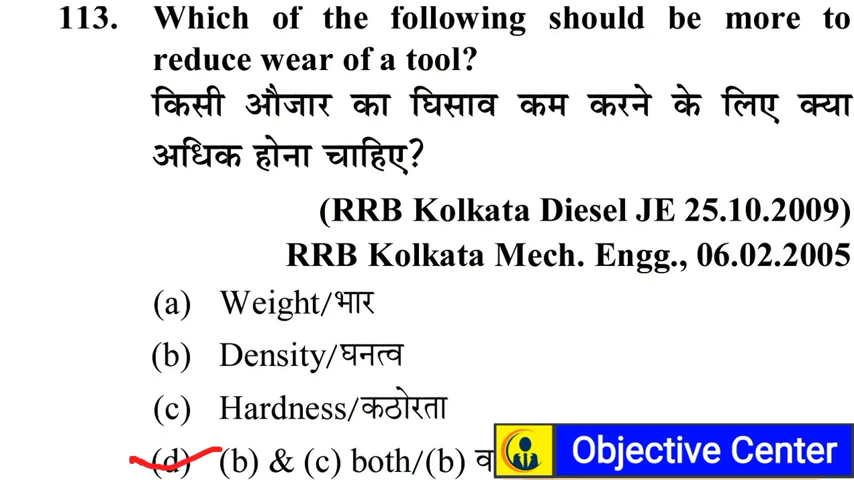 113. Which of the following should be more to
reduce wear of a tool?
किसी औजार का घिसाव कम करने के लिए क्या
अधिक होना चाहिए?
(RRB Kolkata Diesel JE 25.10.2009)
RRB Kolkata Mech. Engg., 06.02.2005
(a) Weight/भार
(b) Density/घनत्व
(c) Hardness/कठोरता
(d) (b) & (c) both/(b) व
Objective Center